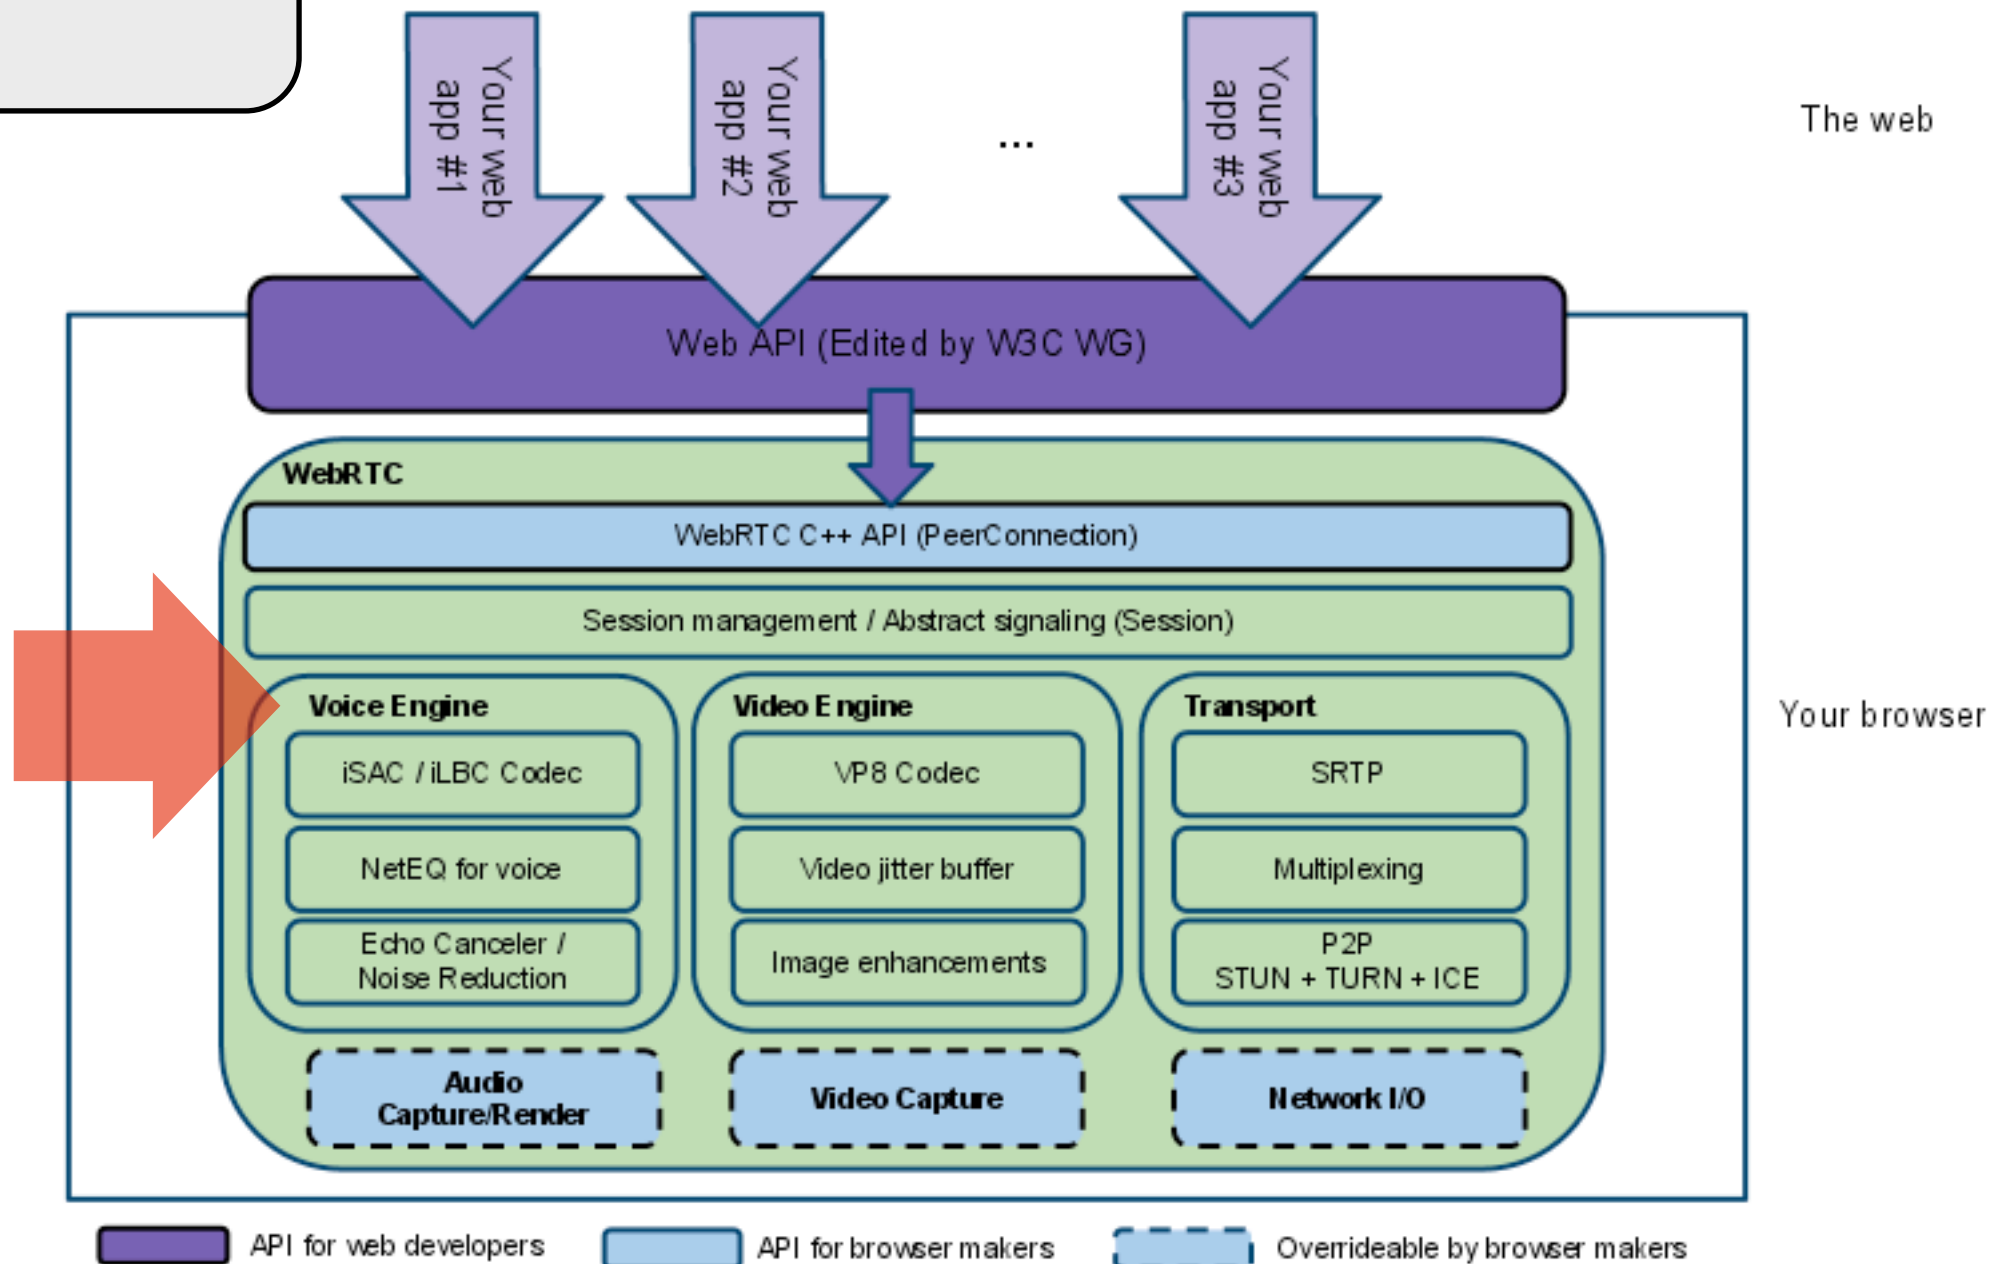 Your web
app #1
Your web
app #2
...
Your web
app #3
The web
Web API (Edited by W3C WG)
WebRTC
WebRTC C++ API (PeerConnection)
Session management / Abstract signaling (Session)
Your browser
Voice Engine
iSAC / iLBC Codec
NetEQ for voice
Echo Canceler /
Noise Reduction
Video Engine
VP8 Codec
Video jitter buffer
Image enhancements
Transport
SRTP
Multiplexing
P2P
STUN + TURN + ICE
Audio
Capture/Render
Video Capture
Network I/O
API for web developers
API for browser makers
Overrideable by browser makers